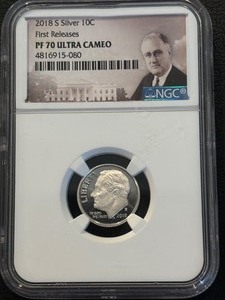 2018 S Silver 10C
First Releases
PF 70 ULTRA CAMEO
4816915-080
NGC
LIBERTY
2018